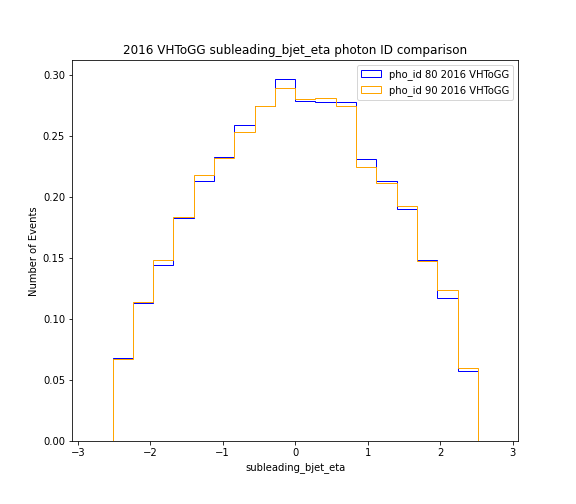 2016 VHToGG subleading_bjet_eta photon ID comparison
pho_id 80 2016 VHToGG
pho_id 90 2016 VHToGG
Number of Events
0.30
0.25
0.20
0.15
0.10
0.05
0.00
−3 −2 −1 0 1 2 3
subleading_bjet_eta